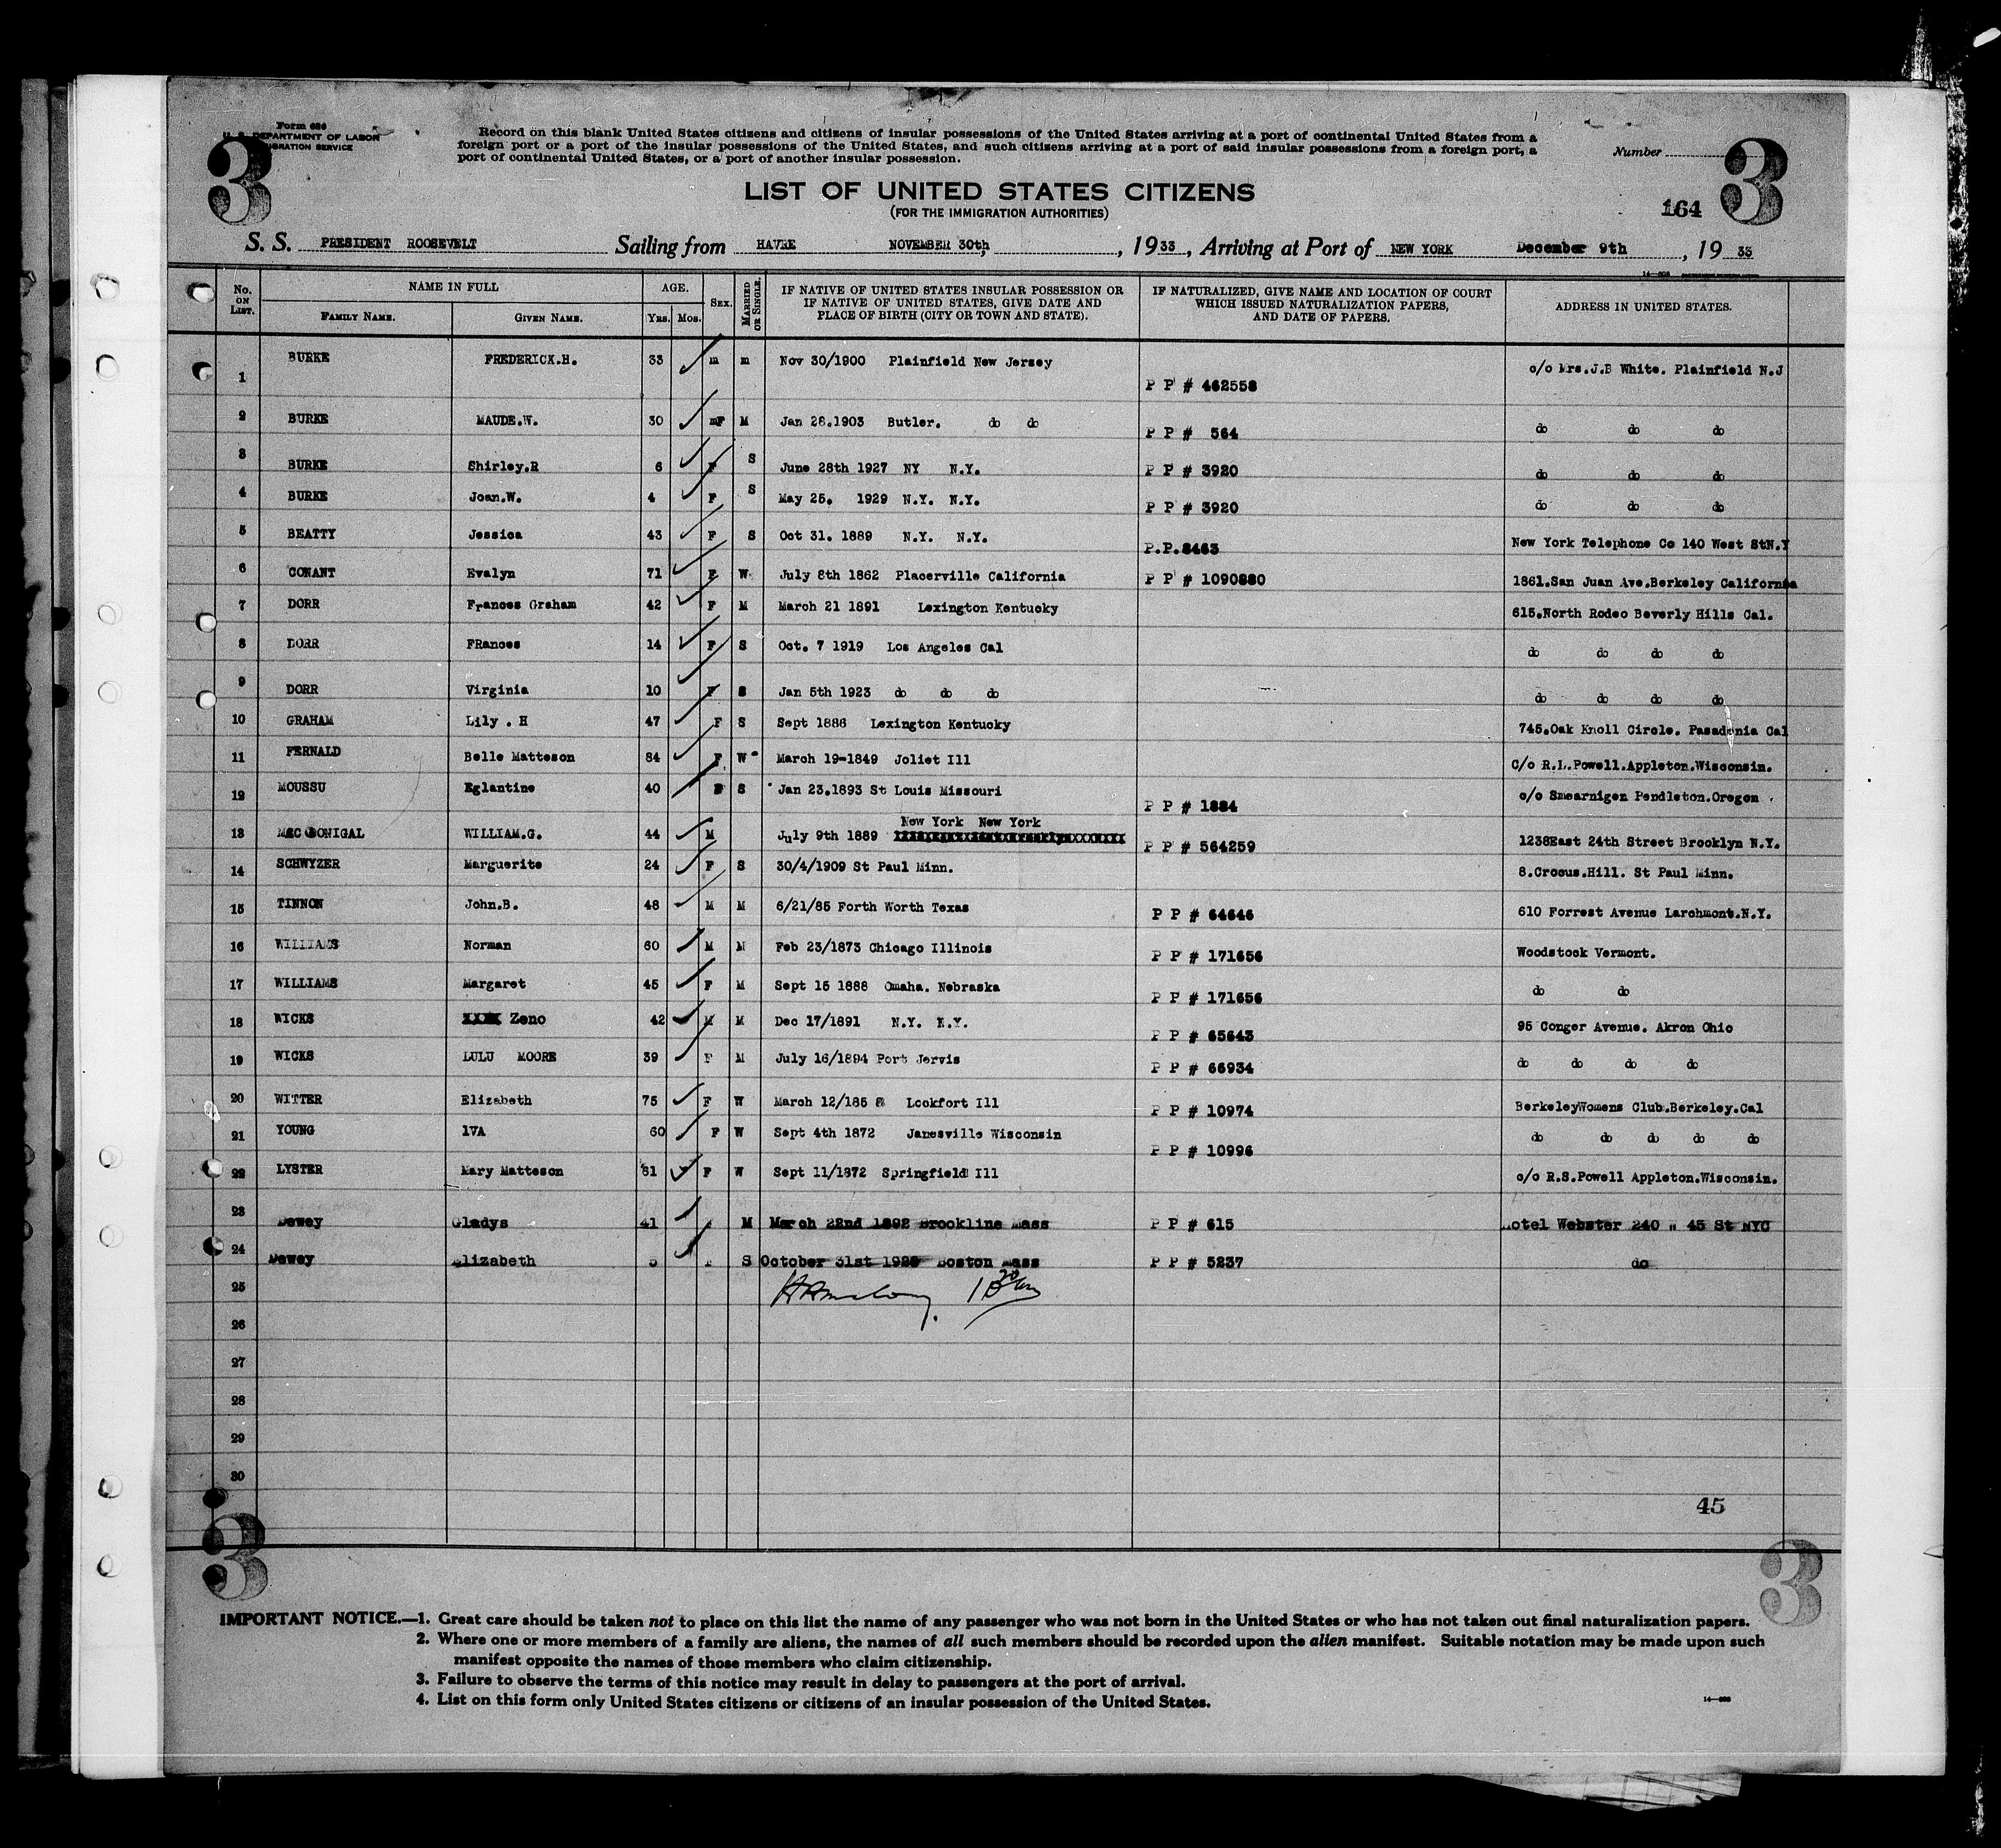 Form 686
U. S. DEPARTMENT OF LABOR
IMMIGRATION SERVICE
3
Record on this blank United States citizens and citizens of insular possessions of the United States arriving at a port of continental United States from a
foreign port or a port of the insular possessions of the United States, and such citizens arriving at a port of said insular possessions from a foreign port, a
port of continental United States, or a port of another insular possession.
Number
3
LIST OF UNITED STATES CITIZENS
(FOR THE IMMIGRATION AUTHORITIES)
164
S. S. PRESIDENT ROOSEVELT Sailing from HAVRE NOVEMBER 30th, , 1933, Arriving at Port of NEW YORK December 9th , 19 33
No. ON LIST. NAME IN FULL AGE. SEX. MARRIED OR SINGLE. IF NATIVE OF UNITED STATES INSULAR POSSESSION OR IF NATIVE OF UNITED STATES, GIVE DATE AND PLACE OF BIRTH (CITY OR TOWN AND STATE). IF NATURALIZED, GIVE NAME AND LOCATION OF COURT WHICH ISSUED NATURALIZATION PAPERS, AND DATE OF PAPERS. ADDRESS IN UNITED STATES.
FAMILY NAME. GIVEN NAME. YRS. MOS.
1 BURKE FREDERICK.H. 33 m m Nov 30/1900 Plainfield New Jersey P P # 462558 c/o Mrs.J.B White. Plainfield N.J
2 BURKE MAUDE.W. 30 mF M Jan 28.1903 Butler. do do P P # 564 do do do
3 BURKE Shirley.R 6 F S June 28th 1927 NY N.Y. P P # 3920 do do do
4 BURKE Joan.W. 4 F S May 25. 1929 N.Y. N.Y. P P # 3920 do do do
5 BEATTY Jessica 43 F S Oct 31. 1889 N.Y. N.Y. P.P.8463 New York Telephone Co 140 West StN.Y
6 CONANT Evalyn 71 F W July 8th 1862 Placerville California P P # 1090880 1861.San Juan Ave.Berkeley California
7 DORR Frances Graham 42 F M March 21 1891 Lexington Kentucky 615.North Rodeo Beverly Hills Cal.
8 DORR FRances 14 F S Oct. 7 1919 Los Angeles Cal do do do do
9 DORR Virginia 10 F S Jan 5th 1923 do do do do do do do
10 GRAHAM Lily . H 47 F S Sept 1886 Lexington Kentucky 745.Oak Knoll Circle. Pasadenia Cal
11 FERNALD Belle Matteson 84 F W March 19-1849 Joliet Ill C/o R.L.Powell.Appleton.Wisconsin.
12 MOUSSU Eglantine 40 S Jan 23.1893 St Louis Missouri P P # 1884 c/o Smearnigen Pendleton.Oregon
New York New York
13 MAC DONIGAL WILLIAM.G. 44 M July 9th 1889 P P # 564259 1238East 24th Street Brooklyn N.Y.
14 SCHWYZER Marguerite 24 F S 30/4/1909 St Paul Minn. 8.Crocus.Hill. St Paul Minn.
15 TINNON John.B. 48 M M 6/21/85 Forth Worth Texas P P # 64646 610 Forrest Avenue Larchmont.N.Y.
16 WILLIAMS Norman 60 M M Feb 23/1873 Chicago Illinois P P # 171656 Woodstock Vermont.
17 WILLIAMS Margaret 45 F M Sept 15 1888 Omaha. Nebraska P P # 171656 do do
18 WICKS XXXX Zeno 42 M M Dec 17/1891 N.Y. N.Y. P P # 65643 95 Conger Avenue. Akron Ohio
19 WICKS LULU MOORE 39 F M July 16/1894 Port Jervis P P # 66934 do do do do
20 WITTER Elizabeth 75 F W March 12/185 Lockfort Ill P P # 10974 BerkeleyWomens Club.Berkeley.Cal
21 YOUNG IVA 60 F W Sept 4th 1872 Janesville Wisconsin P P # 10996 do do do do do
22 LYSTER Mary Matteson 61 F W Sept 11/1872 Springfield Ill c/o R.S.Powell Appleton.Wisconsin.
23 Dewey Gladys 41 M March 22nd 1892 Brookline Mass P P # 615 Hotel Webster 240 W 45 St NYC
24 Dewey Elizabeth S October 31st Boston Mass P P # 5237 do
25
26
27
28
29
30
45
3
3
IMPORTANT NOTICE.—1. Great care should be taken not to place on this list the name of any passenger who was not born in the United States or who has not taken out final naturalization papers.
2. Where one or more members of a family are aliens, the names of all such members should be recorded upon the alien manifest. Suitable notation may be made upon such
manifest opposite the names of those members who claim citizenship.
3. Failure to observe the terms of this notice may result in delay to passengers at the port of arrival.
4. List on this form only United States citizens or citizens of an insular possession of the United States.